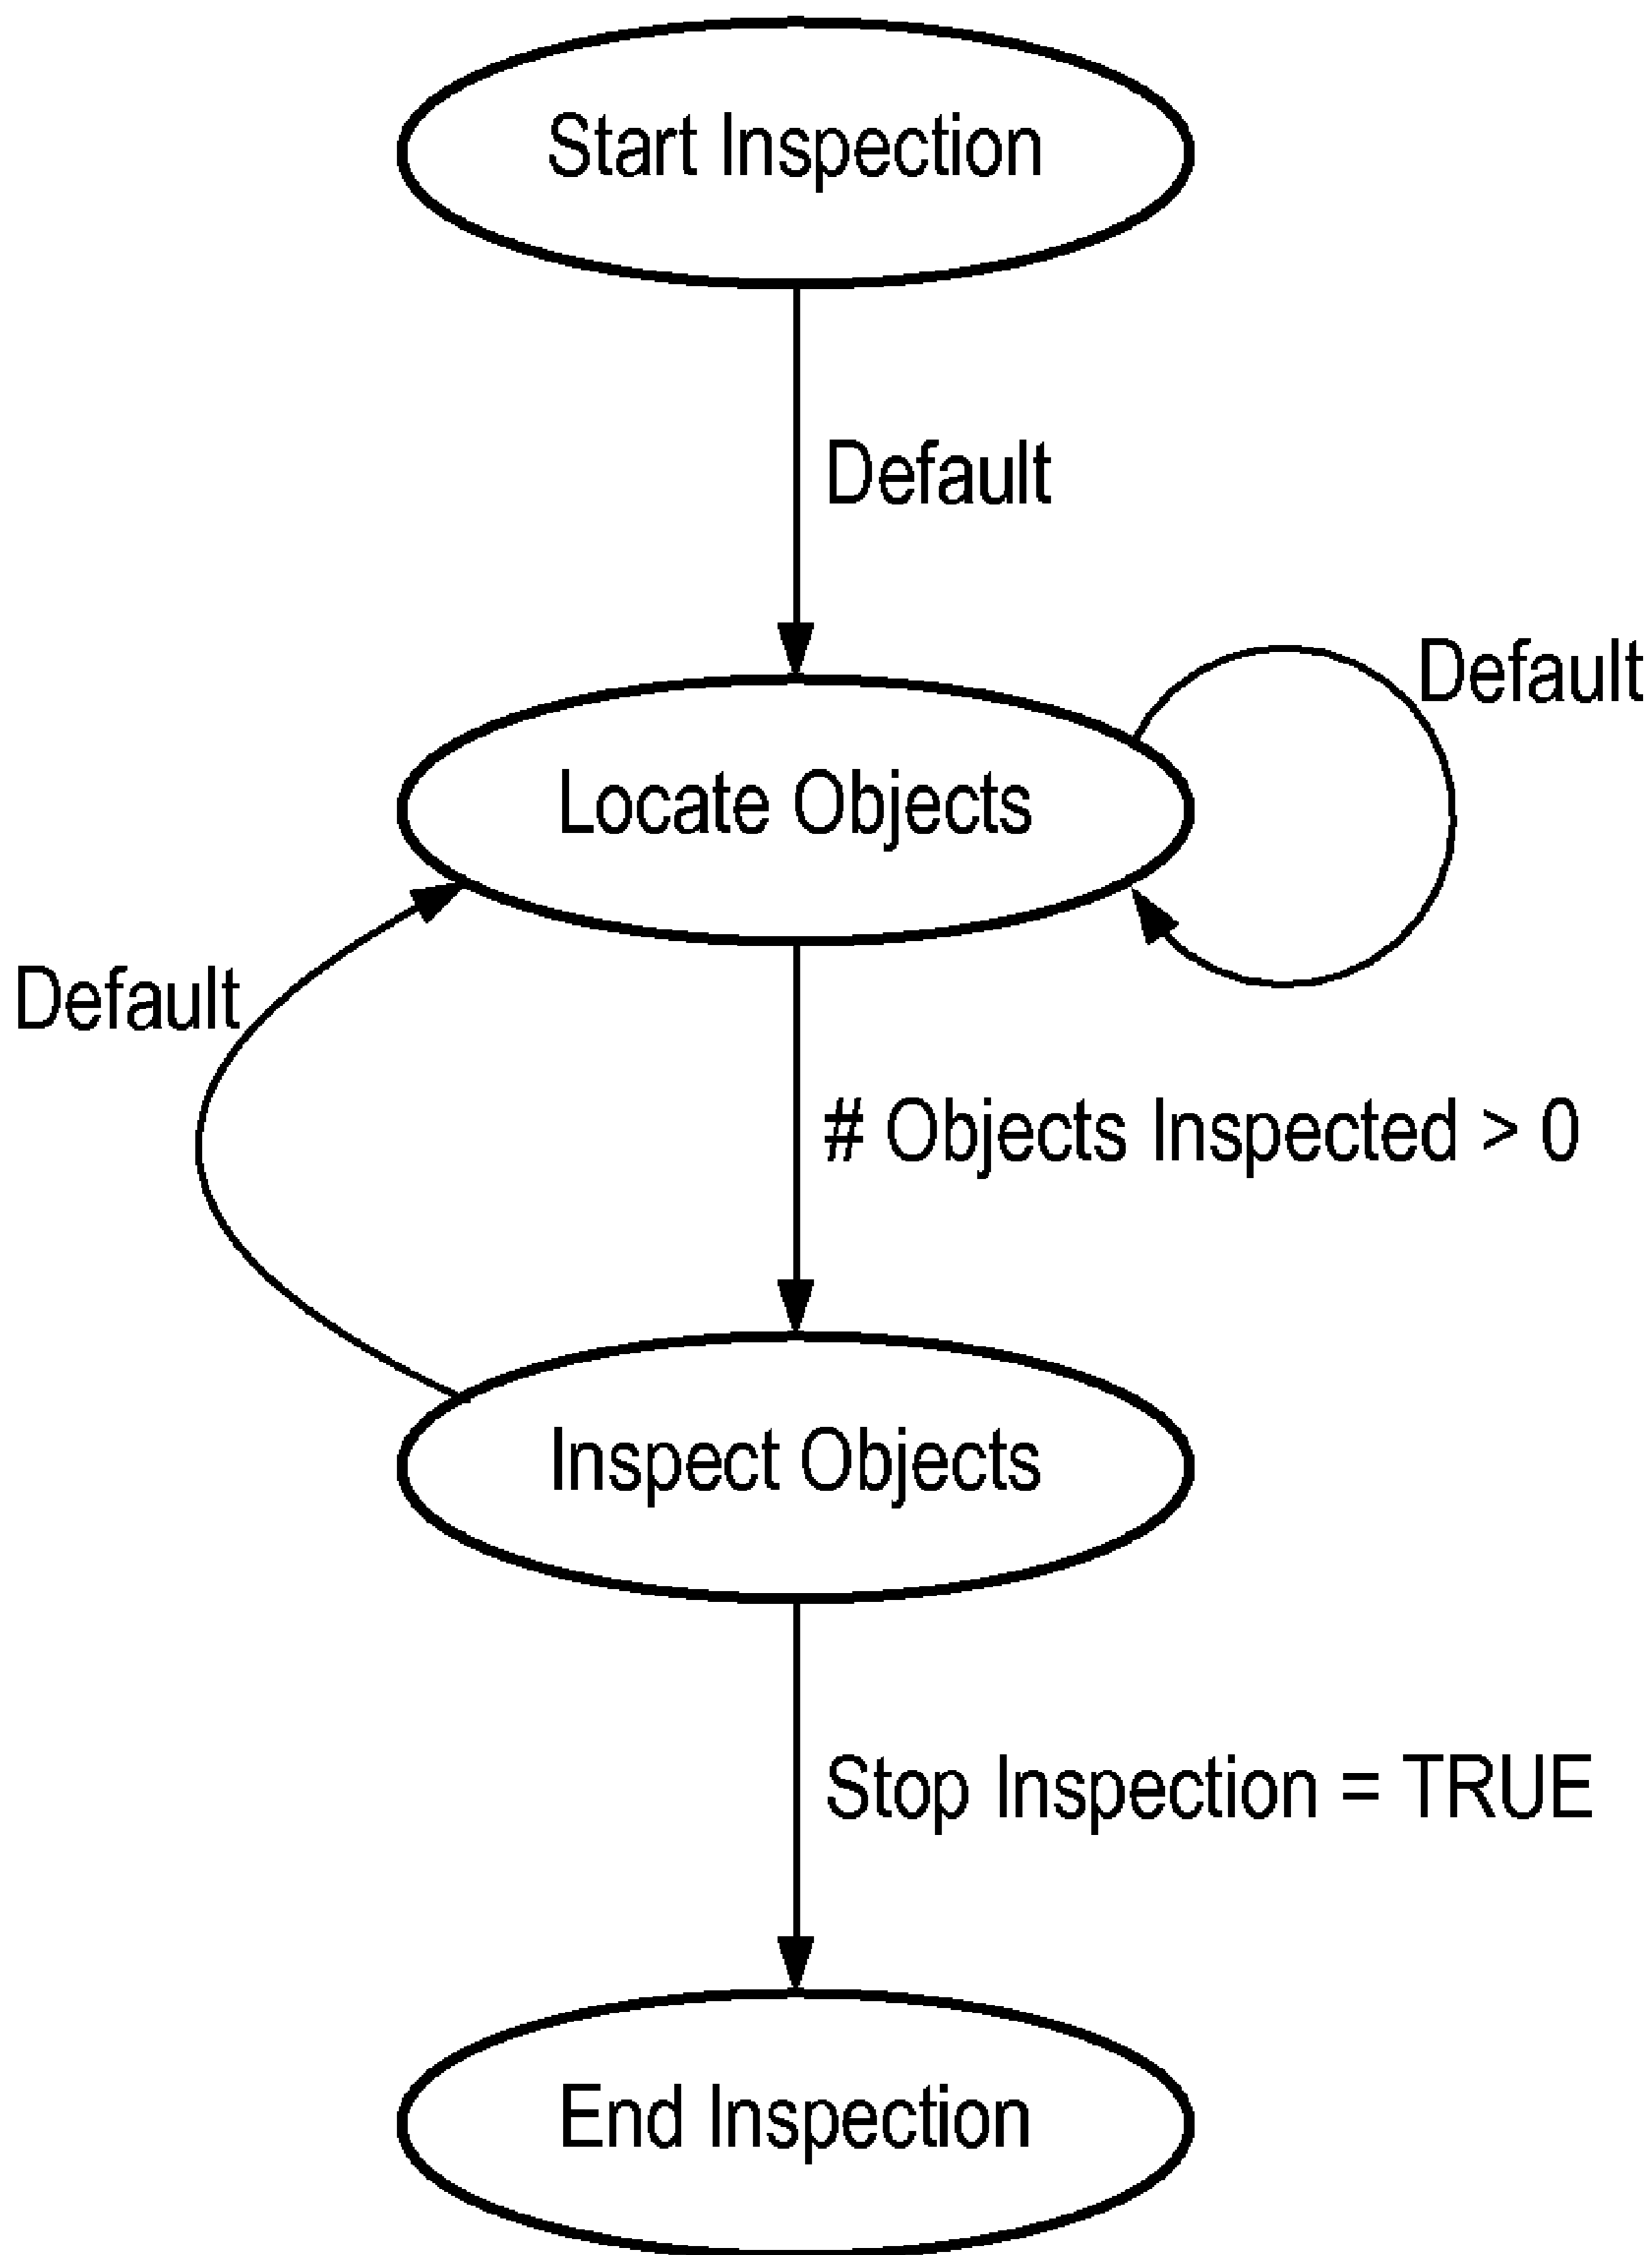 Start Inspection
Default
Default
Locate Objects
Default
# Objects Inspected > 0
Inspect Objects
Stop Inspection = TRUE
End Inspection